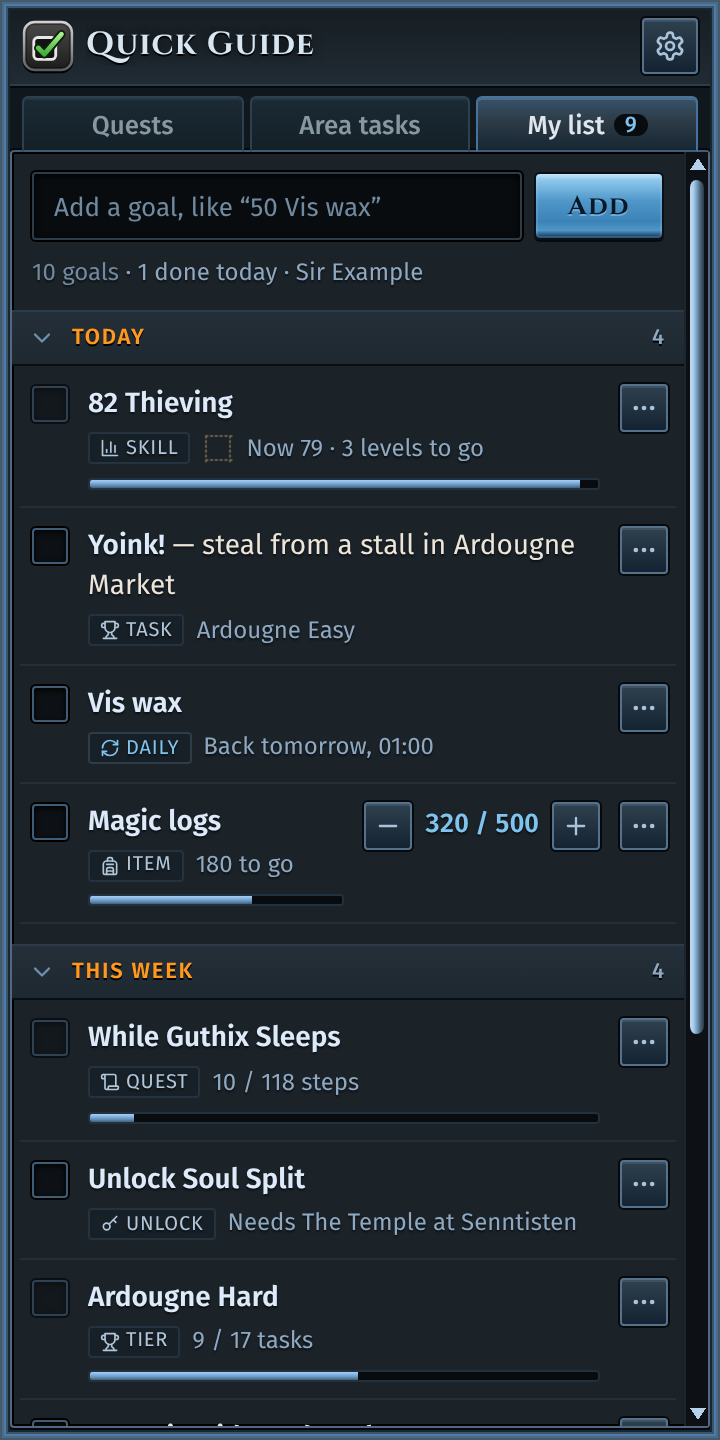 Quick Guide
Quests
Area tasks
My list 9
Add a goal, like “50 Vis wax”
Add
10 goals · 1 done today · Sir Example
TODAY 4
82 Thieving
SKILL Now 79 · 3 levels to go
Yoink! — steal from a stall in Ardougne
Market
TASK Ardougne Easy
Vis wax
DAILY Back tomorrow, 01:00
Magic logs − 320 / 500 +
ITEM 180 to go
THIS WEEK 4
While Guthix Sleeps
QUEST 10 / 118 steps
Unlock Soul Split
UNLOCK Needs The Temple at Senntisten
Ardougne Hard
TIER 9 / 17 tasks